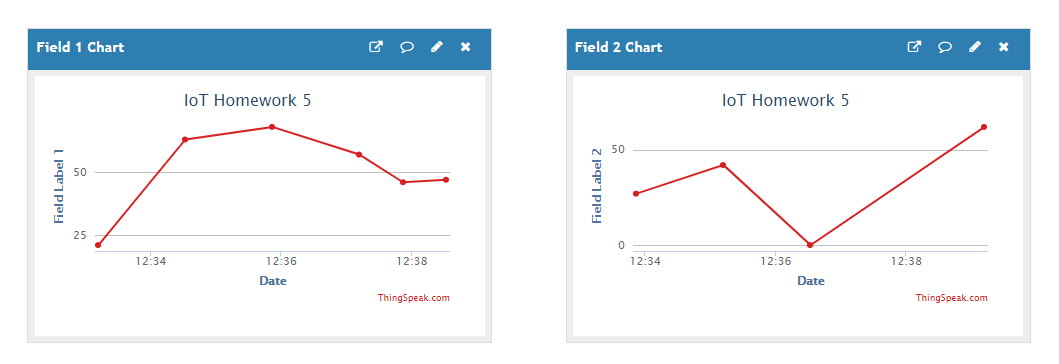 Field 1 Chart
IoT Homework 5
Field Label 1
50
25
12:34 12:36 12:38
Date
ThingSpeak.com
Field 2 Chart
IoT Homework 5
Field Label 2
50
0
12:34 12:36 12:38
Date
ThingSpeak.com